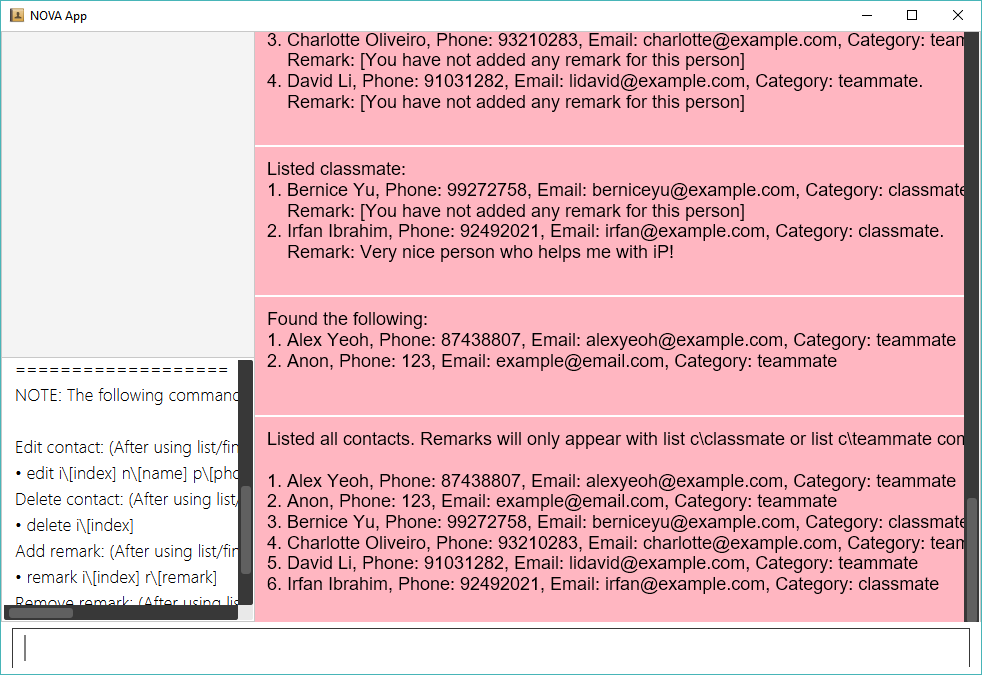 NOVA App
3. Charlotte Oliveiro, Phone: 93210283, Email: charlotte@example.com, Category: team
Remark: [You have not added any remark for this person]
4. David Li, Phone: 91031282, Email: lidavid@example.com, Category: teammate.
Remark: [You have not added any remark for this person]
Listed classmate:
1. Bernice Yu, Phone: 99272758, Email: berniceyu@example.com, Category: classmate
Remark: [You have not added any remark for this person]
2. Irfan Ibrahim, Phone: 92492021, Email: irfan@example.com, Category: classmate.
Remark: Very nice person who helps me with iP!
Found the following:
1. Alex Yeoh, Phone: 87438807, Email: alexyeoh@example.com, Category: teammate
2. Anon, Phone: 123, Email: example@email.com, Category: teammate
Listed all contacts. Remarks will only appear with list c\classmate or list c\teammate con
1. Alex Yeoh, Phone: 87438807, Email: alexyeoh@example.com, Category: teammate
2. Anon, Phone: 123, Email: example@email.com, Category: teammate
3. Bernice Yu, Phone: 99272758, Email: berniceyu@example.com, Category: classmate
4. Charlotte Oliveiro, Phone: 93210283, Email: charlotte@example.com, Category: team
5. David Li, Phone: 91031282, Email: lidavid@example.com, Category: teammate
6. Irfan Ibrahim, Phone: 92492021, Email: irfan@example.com, Category: classmate
===================
NOTE: The following command
Edit contact: (After using list/fin
• edit i\[index] n\[name] p\[pho
Delete contact: (After using list/
• delete i\[index]
Add remark: (After using list/fin
• remark i\[index] r\[remark]
Remove remark: (After using lis